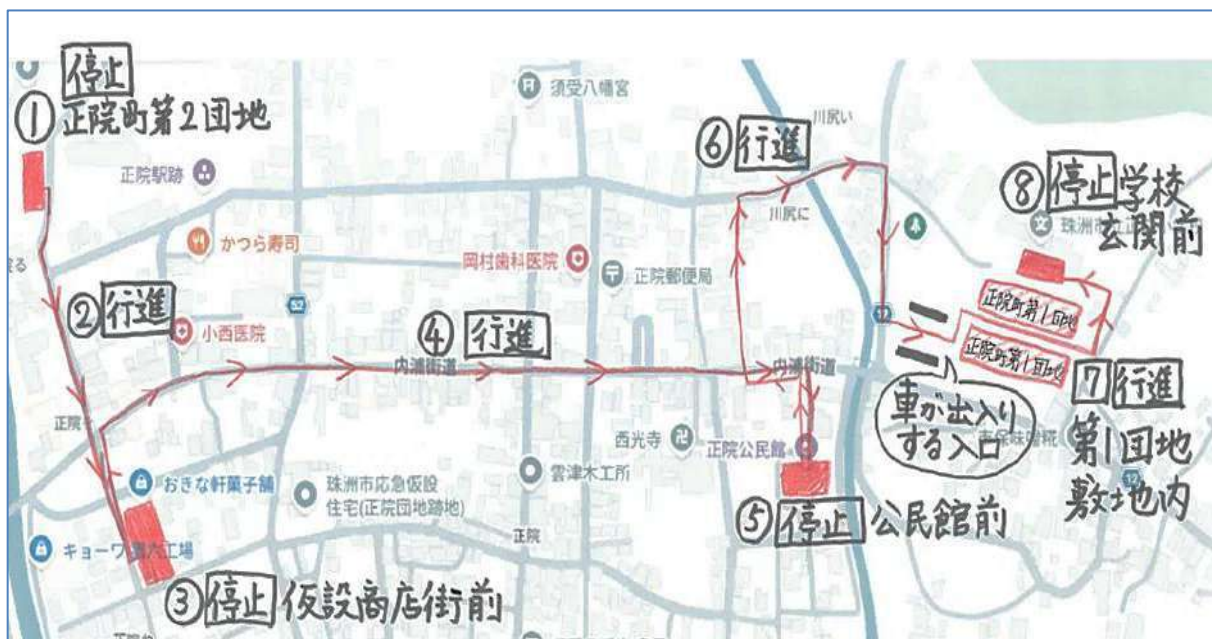 停止
① 正院町第2団地
須受八幡宮
川尻い
正院駅跡
⑥ 行進
川尻に
⑧ 停止 学校
玄関前
かつら寿司
岡村歯科医院
正院郵便局
② 行進
小西医院
52
④ 行進
12
正院町第1団地
正院町第1団地
内浦街道
内浦街道
⑦ 行進
第1団地
敷地内
車が出入り
する入口
西光寺
正院公民館
12
おきな軒菓子舗
珠洲市応急仮設
住宅(正院団地跡地)
雲津木工所
正院
⑤ 停止 公民館前
キョーワ
工場
③ 停止 仮設商店街前